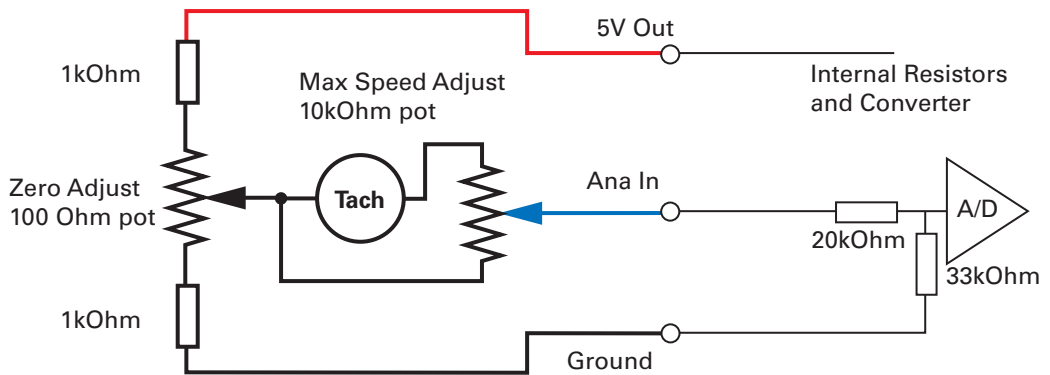 5V Out
1kOhm
Max Speed Adjust
10kOhm pot
Internal Resistors
and Converter
Zero Adjust
100 Ohm pot
Tach
Ana In
A/D
20kOhm
33kOhm
1kOhm
Ground